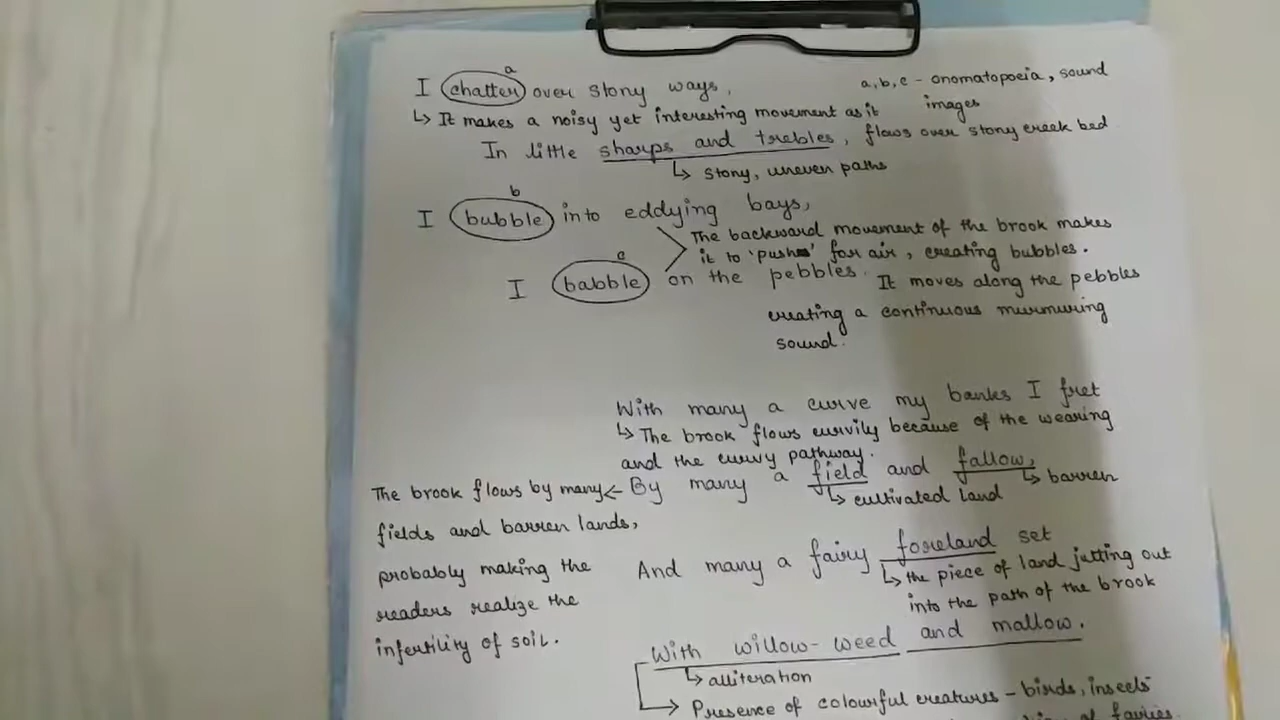 a
I chatter over stony ways, a, b, c - onomatopoeia, sound
↳ It makes a noisy yet interesting movement as it images
In little sharps and trebles, flows over stony creek bed
↳ stony, uneven paths
b
I bubble into eddying bays,
The backward movement of the brook makes
it to 'push' for air, creating bubbles.
c
I babble on the pebbles. It moves along the pebbles
creating a continuous murmuring
sound.
With many a curve my banks I fret
↳ The brook flows curvily because of the wearing
and the curvy pathway.
The brook flows by many < By many a field and fallow,
↳ cultivated land ↳ barren
fields and barren lands,
probably making the
readers realize the
infertility of soil.
And many a fairy foreland set
↳ the piece of land jutting out
into the path of the brook
With willow-weed and mallow.
↳ alliteration
→ Presence of colourful creatures - birds, insects
of fairies.